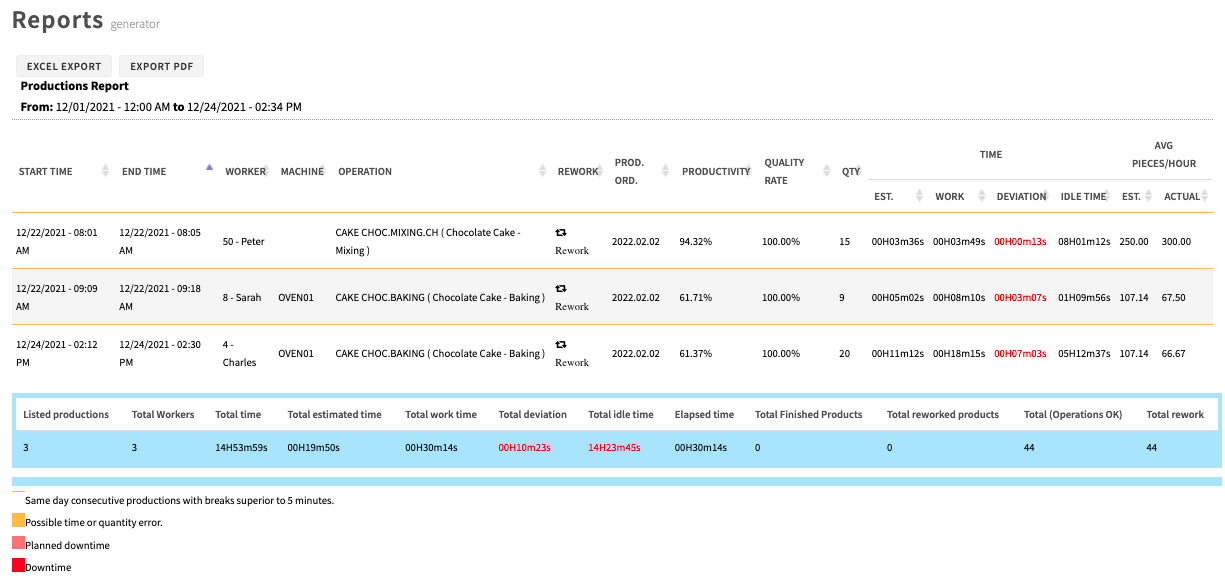 Reports generator
EXCEL EXPORT EXPORT PDF
Productions Report
From: 12/01/2021 - 12:00 AM to 12/24/2021 - 02:34 PM
START TIME END TIME WORKER MACHINE OPERATION REWORK PROD. ORD. PRODUCTIVITY QUALITY RATE QTY TIME AVG PIECES/HOUR
EST. WORK DEVIATION IDLE TIME EST. ACTUAL
12/22/2021 - 08:01 AM 12/22/2021 - 08:05 AM 50 - Peter CAKE CHOC.MIXING.CH ( Chocolate Cake - Mixing ) Rework 2022.02.02 94.32% 100.00% 15 00H03m36s 00H03m49s 00H00m13s 08H01m12s 250.00 300.00
12/22/2021 - 09:09 AM 12/22/2021 - 09:18 AM 8 - Sarah OVEN01 CAKE CHOC.BAKING ( Chocolate Cake - Baking ) Rework 2022.02.02 61.71% 100.00% 9 00H05m02s 00H08m10s 00H03m07s 01H09m56s 107.14 67.50
12/24/2021 - 02:12 PM 12/24/2021 - 02:30 PM 4 - Charles OVEN01 CAKE CHOC.BAKING ( Chocolate Cake - Baking ) Rework 2022.02.02 61.37% 100.00% 20 00H11m12s 00H18m15s 00H07m03s 05H12m37s 107.14 66.67
Listed productions Total Workers Total time Total estimated time Total work time Total deviation Total idle time Elapsed time Total Finished Products Total reworked products Total (Operations OK) Total rework
3 3 14H53m59s 00H19m50s 00H30m14s 00H10m23s 14H23m45s 00H30m14s 0 0 44 44
Same day consecutive productions with breaks superior to 5 minutes.
Possible time or quantity error.
Planned downtime
Downtime